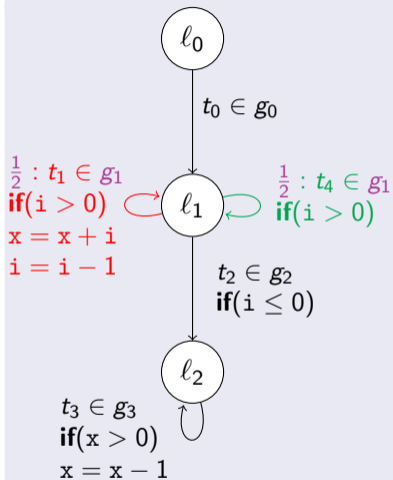 ℓ₀
t₀ ∈ g₀
½ : t₁ ∈ g₁
if(i > 0)
x = x + i
i = i − 1
ℓ₁
½ : t₄ ∈ g₁
if(i > 0)
t₂ ∈ g₂
if(i ≤ 0)
ℓ₂
t₃ ∈ g₃
if(x > 0)
x = x − 1